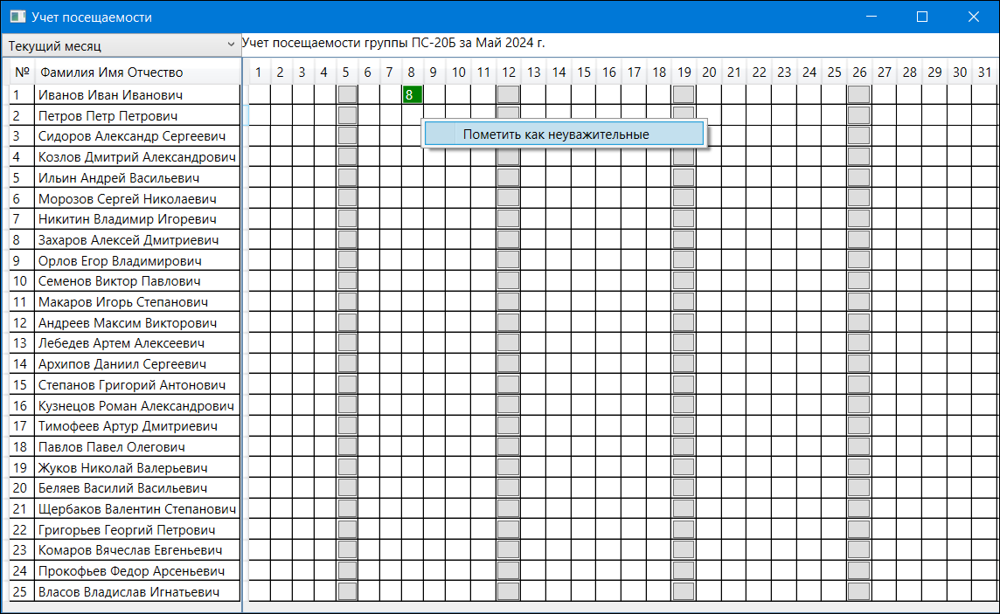 Учет посещаемости
Текущий месяц
Учет посещаемости группы ПС-20Б за Май 2024 г.
№ Фамилия Имя Отчество 1 2 3 4 5 6 7 8 9 10 11 12 13 14 15 16 17 18 19 20 21 22 23 24 25 26 27 28 29 30 31
1 Иванов Иван Иванович 8
2 Петров Петр Петрович
Пометить как неуважительные
3 Сидоров Александр Сергеевич
4 Козлов Дмитрий Александрович
5 Ильин Андрей Васильевич
6 Морозов Сергей Николаевич
7 Никитин Владимир Игоревич
8 Захаров Алексей Дмитриевич
9 Орлов Егор Владимирович
10 Семенов Виктор Павлович
11 Макаров Игорь Степанович
12 Андреев Максим Викторович
13 Лебедев Артем Алексеевич
14 Архипов Даниил Сергеевич
15 Степанов Григорий Антонович
16 Кузнецов Роман Александрович
17 Тимофеев Артур Дмитриевич
18 Павлов Павел Олегович
19 Жуков Николай Валерьевич
20 Беляев Василий Васильевич
21 Щербаков Валентин Степанович
22 Григорьев Георгий Петрович
23 Комаров Вячеслав Евгеньевич
24 Прокофьев Федор Арсеньевич
25 Власов Владислав Игнатьевич